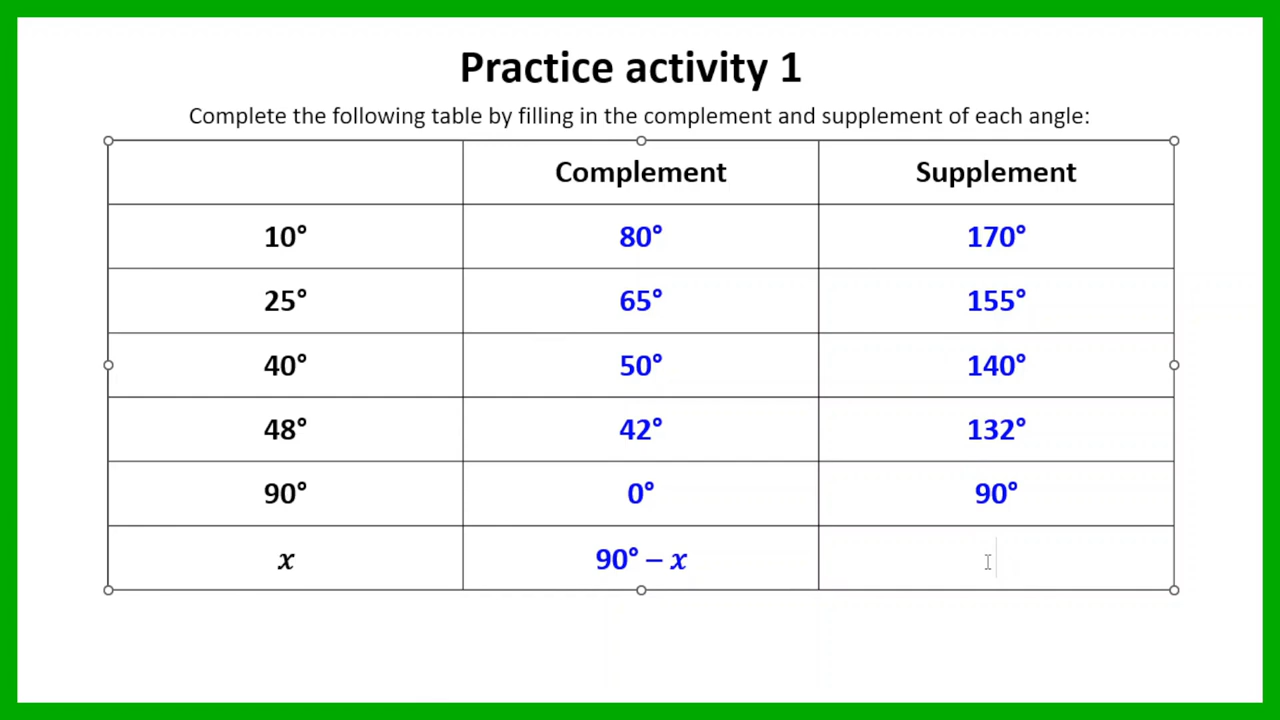 Practice activity 1
Complete the following table by filling in the complement and supplement of each angle:
Complement Supplement
10° 80° 170°
25° 65° 155°
40° 50° 140°
48° 42° 132°
90° 0° 90°
x 90° – x